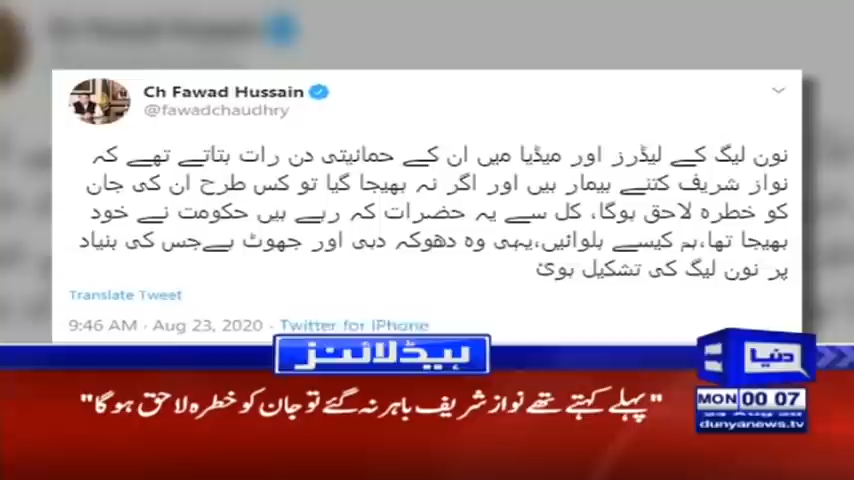 Ch Fawad Hussain
@fawadchaudhry
نون لیگ کے لیڈرز اور میڈیا میں ان کے حمائیتی دن رات بتاتے تھے کہ
نواز شریف کتنے بیمار ہیں اور اگر نہ بھیجا گیا تو کس طرح ان کی جان
کو خطرہ لاحق ہوگا، کل سے یہ حضرات کہ رہے ہیں حکومت نے خود
بھیجا تھا،ہم کیسے بلوائیں،یہی وہ دھوکہ دہی اور جھوٹ ہےجس کی بنیاد
پر نون لیگ کی تشکیل ہوئ
Translate Tweet
9:46 AM · Aug 23, 2020 · Twitter for iPhone
ہیڈلائنز
دنیا
"پہلے کہتے تھے نواز شریف باہر نہ گئے تو جان کو خطرہ لاحق ہوگا"
MON 00 07
dunyanews.tv